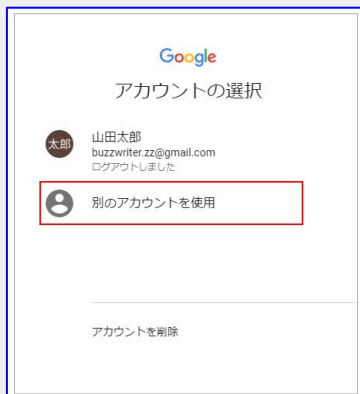 Google
アカウントの選択
太郎
山田太郎
buzzwriter.zz@gmail.com
ログアウトしました
別のアカウントを使用
アカウントを削除